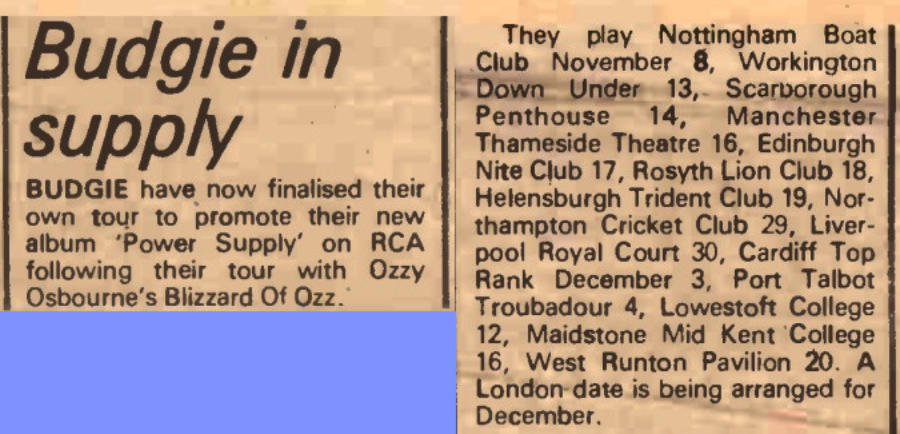 Budgie in
supply
BUDGIE have now finalised their
own tour to promote their new
album 'Power Supply' on RCA
following their tour with Ozzy
Osbourne's Blizzard Of Ozz.
They play Nottingham Boat
Club November 8, Workington
Down Under 13, Scarborough
Penthouse 14, Manchester
Thameside Theatre 16, Edinburgh
Nite Club 17, Rosyth Lion Club 18,
Helensburgh Trident Club 19, Nor-
thampton Cricket Club 29, Liver-
pool Royal Court 30, Cardiff Top
Rank December 3, Port Talbot
Troubadour 4, Lowestoft College
12, Maidstone Mid Kent College
16, West Runton Pavilion 20. A
London date is being arranged for
December.